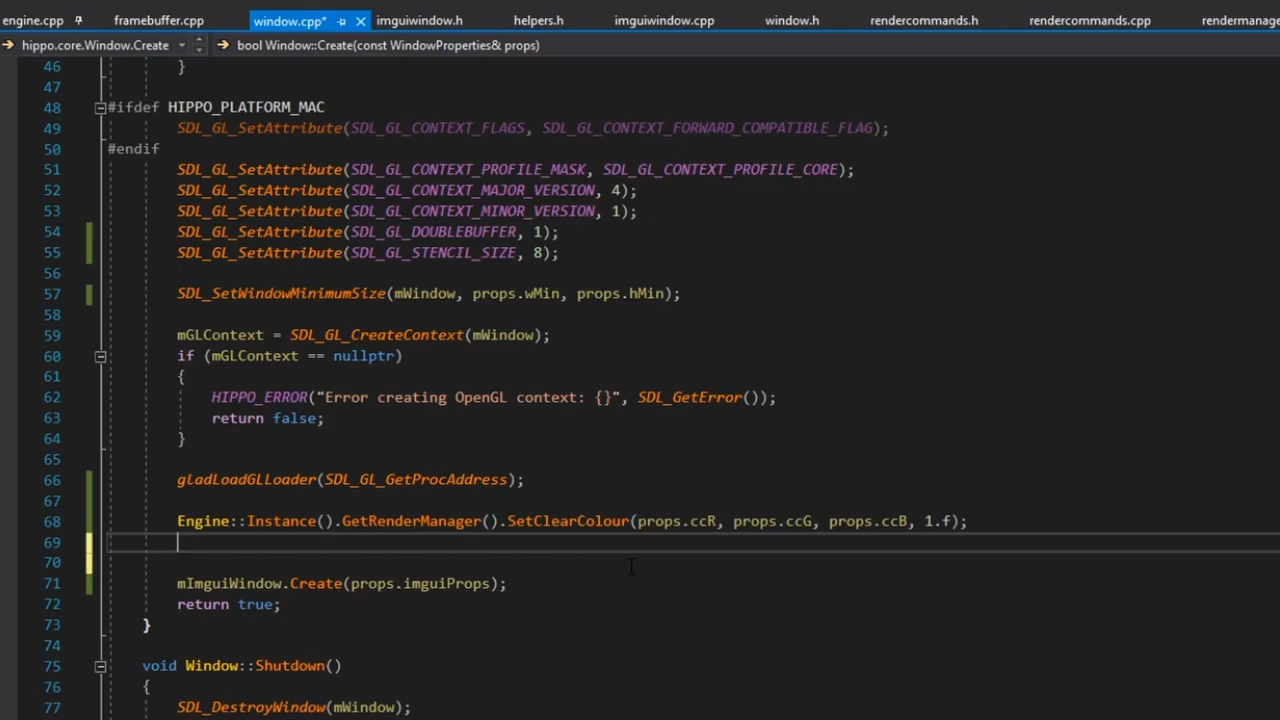 engine.cpp framebuffer.cpp window.cpp* imguiwindow.h helpers.h imguiwindow.cpp window.h rendercommands.h rendercommands.cpp rendermanage
hippo.core.Window.Create bool Window::Create(const WindowProperties& props)
46 }
47
48 #ifdef HIPPO_PLATFORM_MAC
49 SDL_GL_SetAttribute(SDL_GL_CONTEXT_FLAGS, SDL_GL_CONTEXT_FORWARD_COMPATIBLE_FLAG);
50 #endif
51 SDL_GL_SetAttribute(SDL_GL_CONTEXT_PROFILE_MASK, SDL_GL_CONTEXT_PROFILE_CORE);
52 SDL_GL_SetAttribute(SDL_GL_CONTEXT_MAJOR_VERSION, 4);
53 SDL_GL_SetAttribute(SDL_GL_CONTEXT_MINOR_VERSION, 1);
54 SDL_GL_SetAttribute(SDL_GL_DOUBLEBUFFER, 1);
55 SDL_GL_SetAttribute(SDL_GL_STENCIL_SIZE, 8);
56
57 SDL_SetWindowMinimumSize(mWindow, props.wMin, props.hMin);
58
59 mGLContext = SDL_GL_CreateContext(mWindow);
60 if (mGLContext == nullptr)
61 {
62 HIPPO_ERROR("Error creating OpenGL context: {}", SDL_GetError());
63 return false;
64 }
65
66 gladLoadGLLoader(SDL_GL_GetProcAddress);
67
68 Engine::Instance().GetRenderManager().SetClearColour(props.ccR, props.ccG, props.ccB, 1.f);
69
70
71 mImguiWindow.Create(props.imguiProps);
72 return true;
73 }
74
75 void Window::Shutdown()
76 {
77 SDL_DestroyWindow(mWindow);